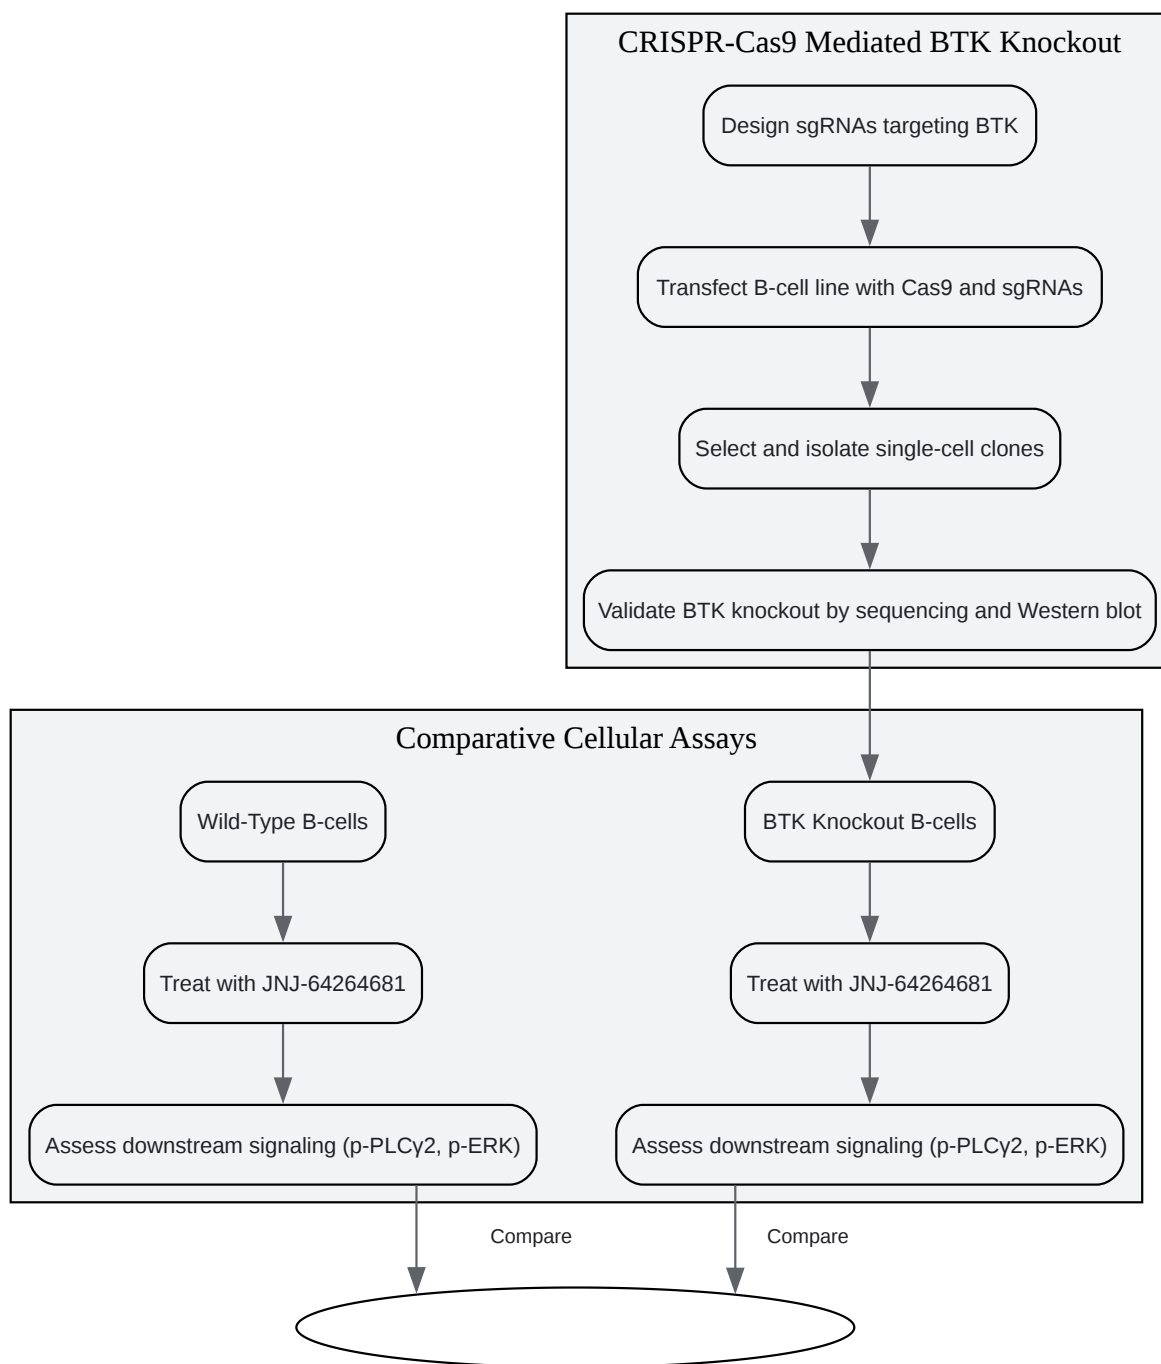 CRISPR-Cas9 Mediated BTK Knockout
Design sgRNAs targeting BTK
Transfect B-cell line with Cas9 and sgRNAs
Select and isolate single-cell clones
Validate BTK knockout by sequencing and Western blot
Comparative Cellular Assays
Wild-Type B-cells
BTK Knockout B-cells
Treat with JNJ-64264681
Treat with JNJ-64264681
Assess downstream signaling (p-PLCγ2, p-ERK)
Assess downstream signaling (p-PLCγ2, p-ERK)
Compare
Compare